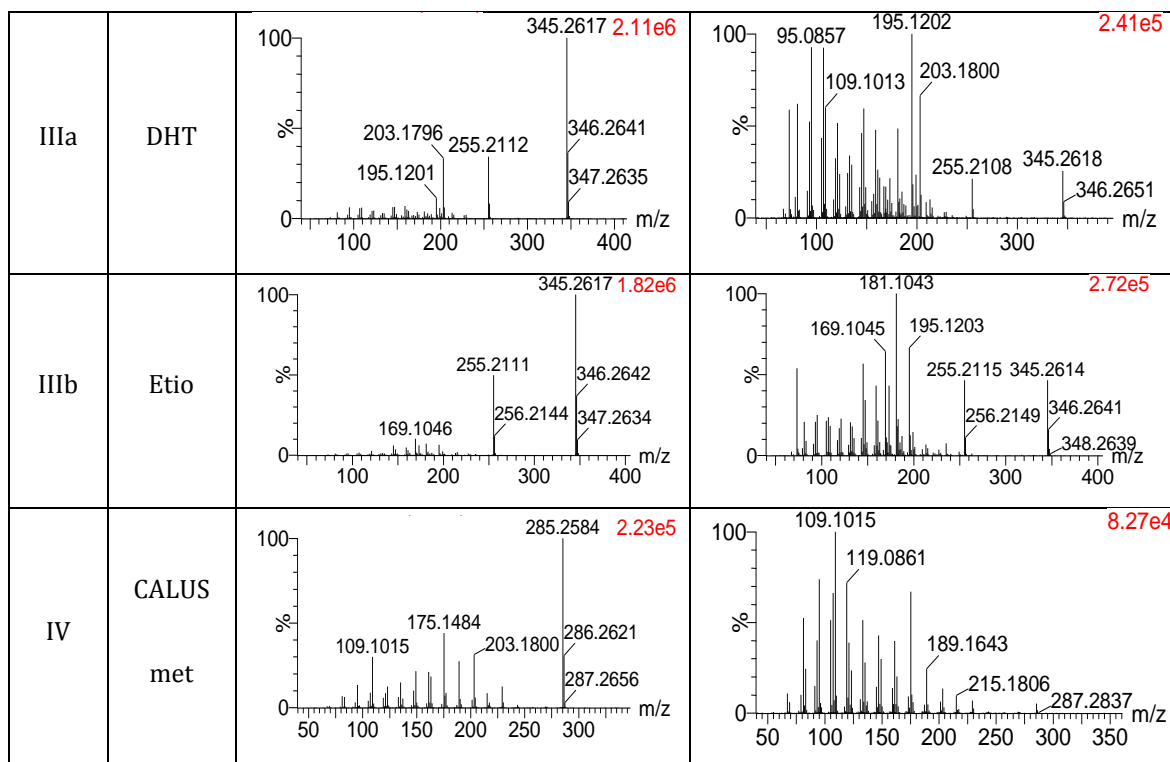 IIIa
DHT
100
%
0
345.2617 2.11e6
203.1796
255.2112
346.2641
195.1201
347.2635
100 200 300 400 m/z
100
%
0
195.1202
2.41e5
95.0857
109.1013
203.1800
255.2108
345.2618
346.2651
100 200 300 m/z
IIIb
Etio
100
%
0
345.2617 1.82e6
255.2111
346.2642
256.2144
169.1046
347.2634
100 200 300 400 m/z
100
%
0
181.1043
2.72e5
169.1045
195.1203
255.2115
345.2614
256.2149
346.2641
348.2639
100 200 300 400 m/z
IV
CALUS
met
100
%
0
285.2584 2.23e5
175.1484
109.1015
203.1800
286.2621
287.2656
50 100 150 200 250 300 m/z
100
%
0
109.1015
8.27e4
119.0861
189.1643
215.1806
287.2837
50 100 150 200 250 300 350 m/z